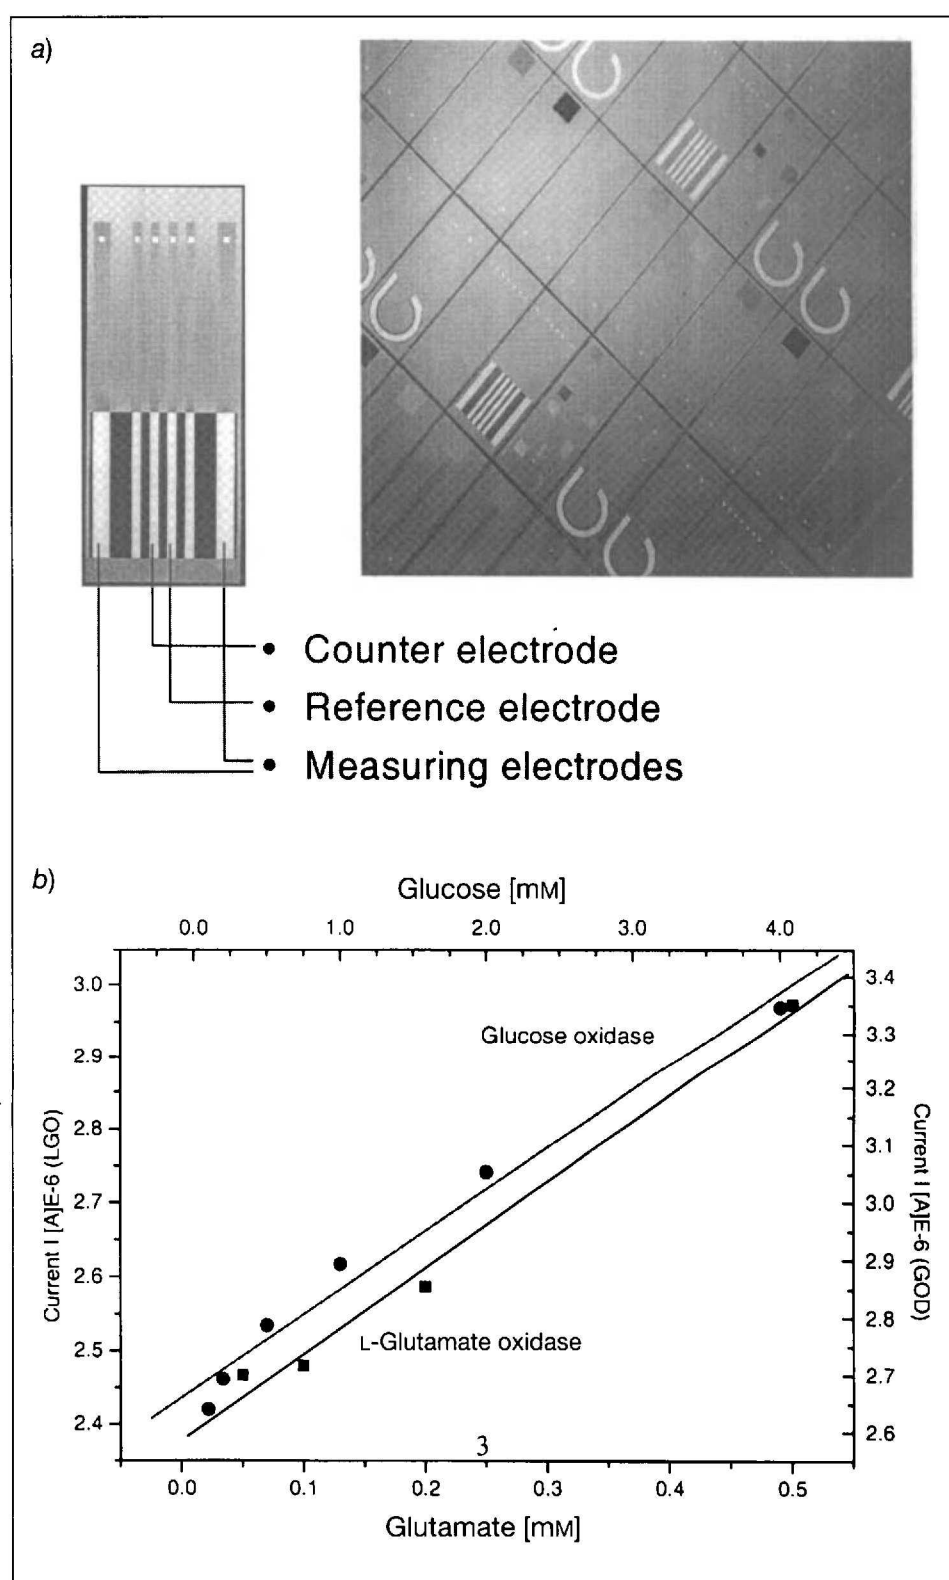 a)
Counter electrode
Reference electrode
Measuring electrodes
b)
Glucose [mM]
0.0 1.0 2.0 3.0 4.0
3.0
2.9
2.8
2.7
2.6
2.5
2.4
Current I [A]E-6 (LGO)
3.4
3.3
3.2
3.1
3.0
2.9
2.8
2.7
2.6
Current I [A]E-6 (GOD)
Glucose oxidase
L-Glutamate oxidase
3
0.0 0.1 0.2 0.3 0.4 0.5
Glutamate [mM]